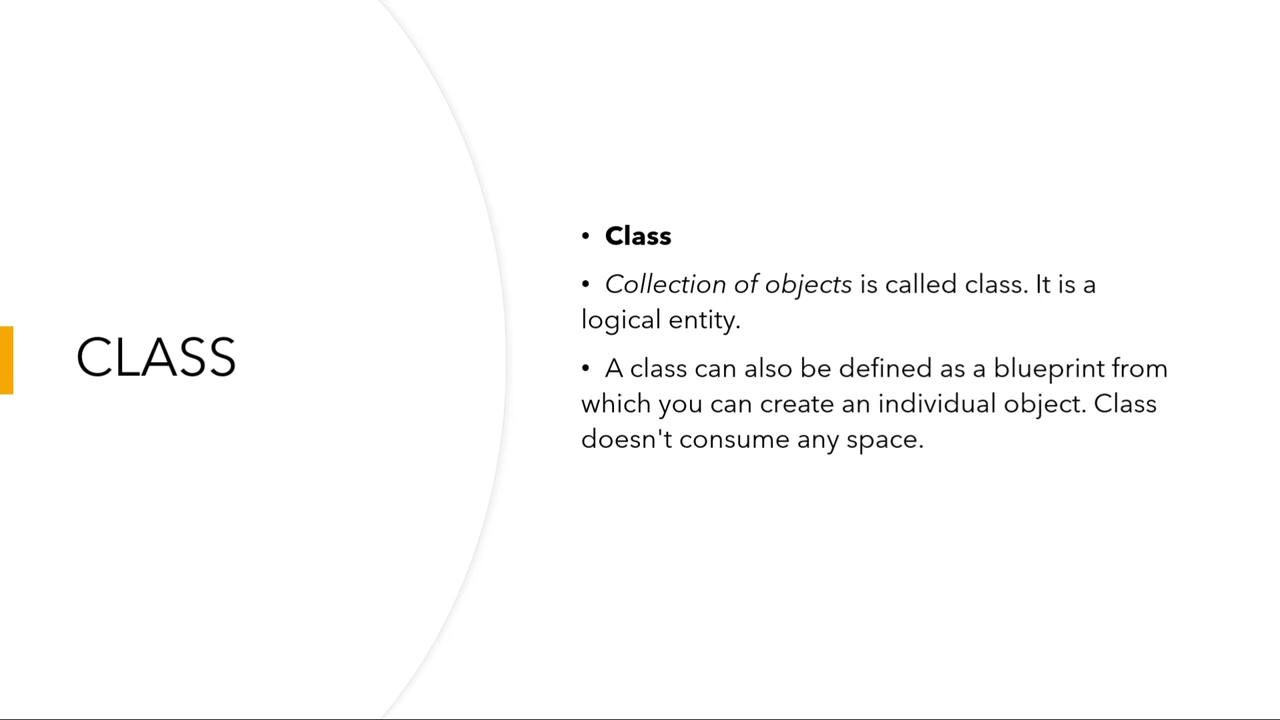 CLASS
• Class
• Collection of objects is called class. It is a
logical entity.
• A class can also be defined as a blueprint from
which you can create an individual object. Class
doesn't consume any space.